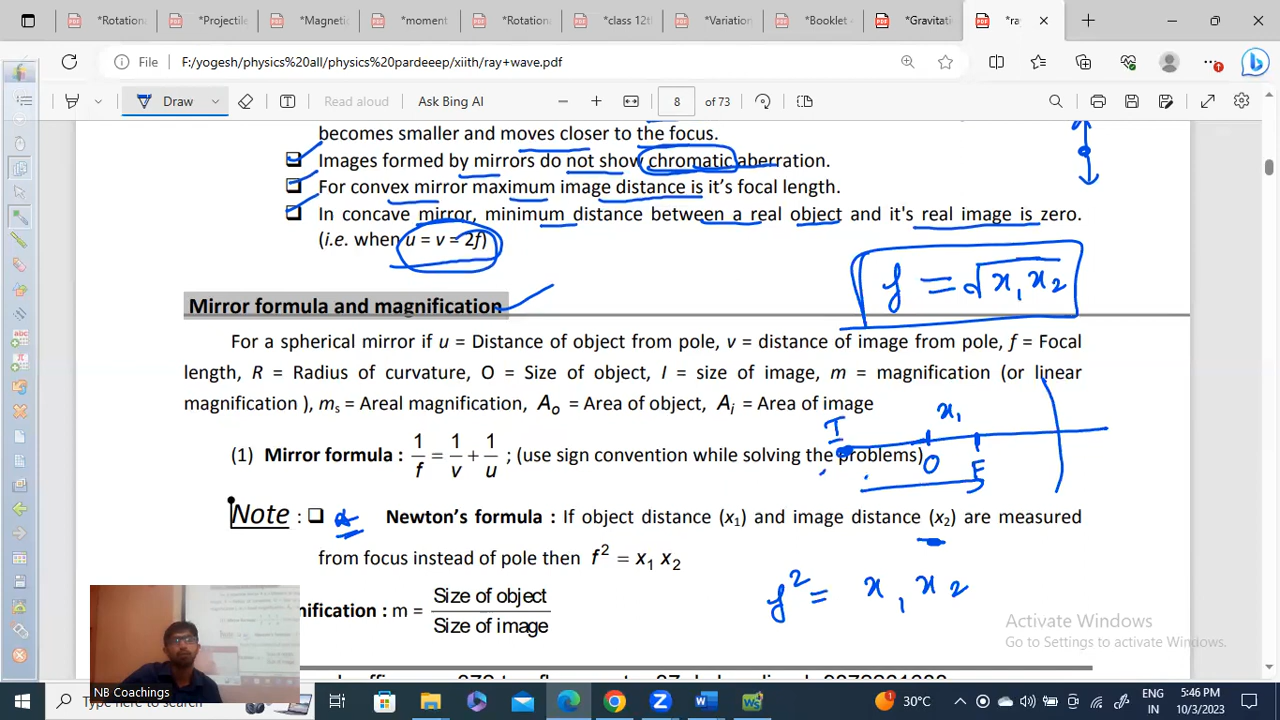 *Rotation
*Projectile
*Magnetic
*moment
*Rotation
*class 12th
*Variation
*Booklet
*Gravitati
*ra
File F:/yogesh/physics%20all/physics%20pardeeep/xiith/ray+wave.pdf
Draw Read aloud Ask Bing AI 8 of 73
becomes smaller and moves closer to the focus.
Images formed by mirrors do not show chromatic aberration.
For convex mirror maximum image distance is it's focal length.
In concave mirror, minimum distance between a real object and it's real image is zero.
(i.e. when u = v = 2f)
f = √x₁x₂
Mirror formula and magnification
For a spherical mirror if u = Distance of object from pole, v = distance of image from pole, f = Focal
length, R = Radius of curvature, O = Size of object, I = size of image, m = magnification (or linear
magnification ), mₛ = Areal magnification, Aₒ = Area of object, Aᵢ = Area of image
x₁
I
O
F
(1) Mirror formula : 1/f = 1/v + 1/u ; (use sign convention while solving the problems)
Note : Newton's formula : If object distance (x₁) and image distance (x₂) are measured
from focus instead of pole then f² = x₁ x₂
f² = x₁ x₂
m = Size of object / Size of image
Activate Windows
Go to Settings to activate Windows.
NB Coachings
30°C
ENG
IN
5:46 PM
10/3/2023